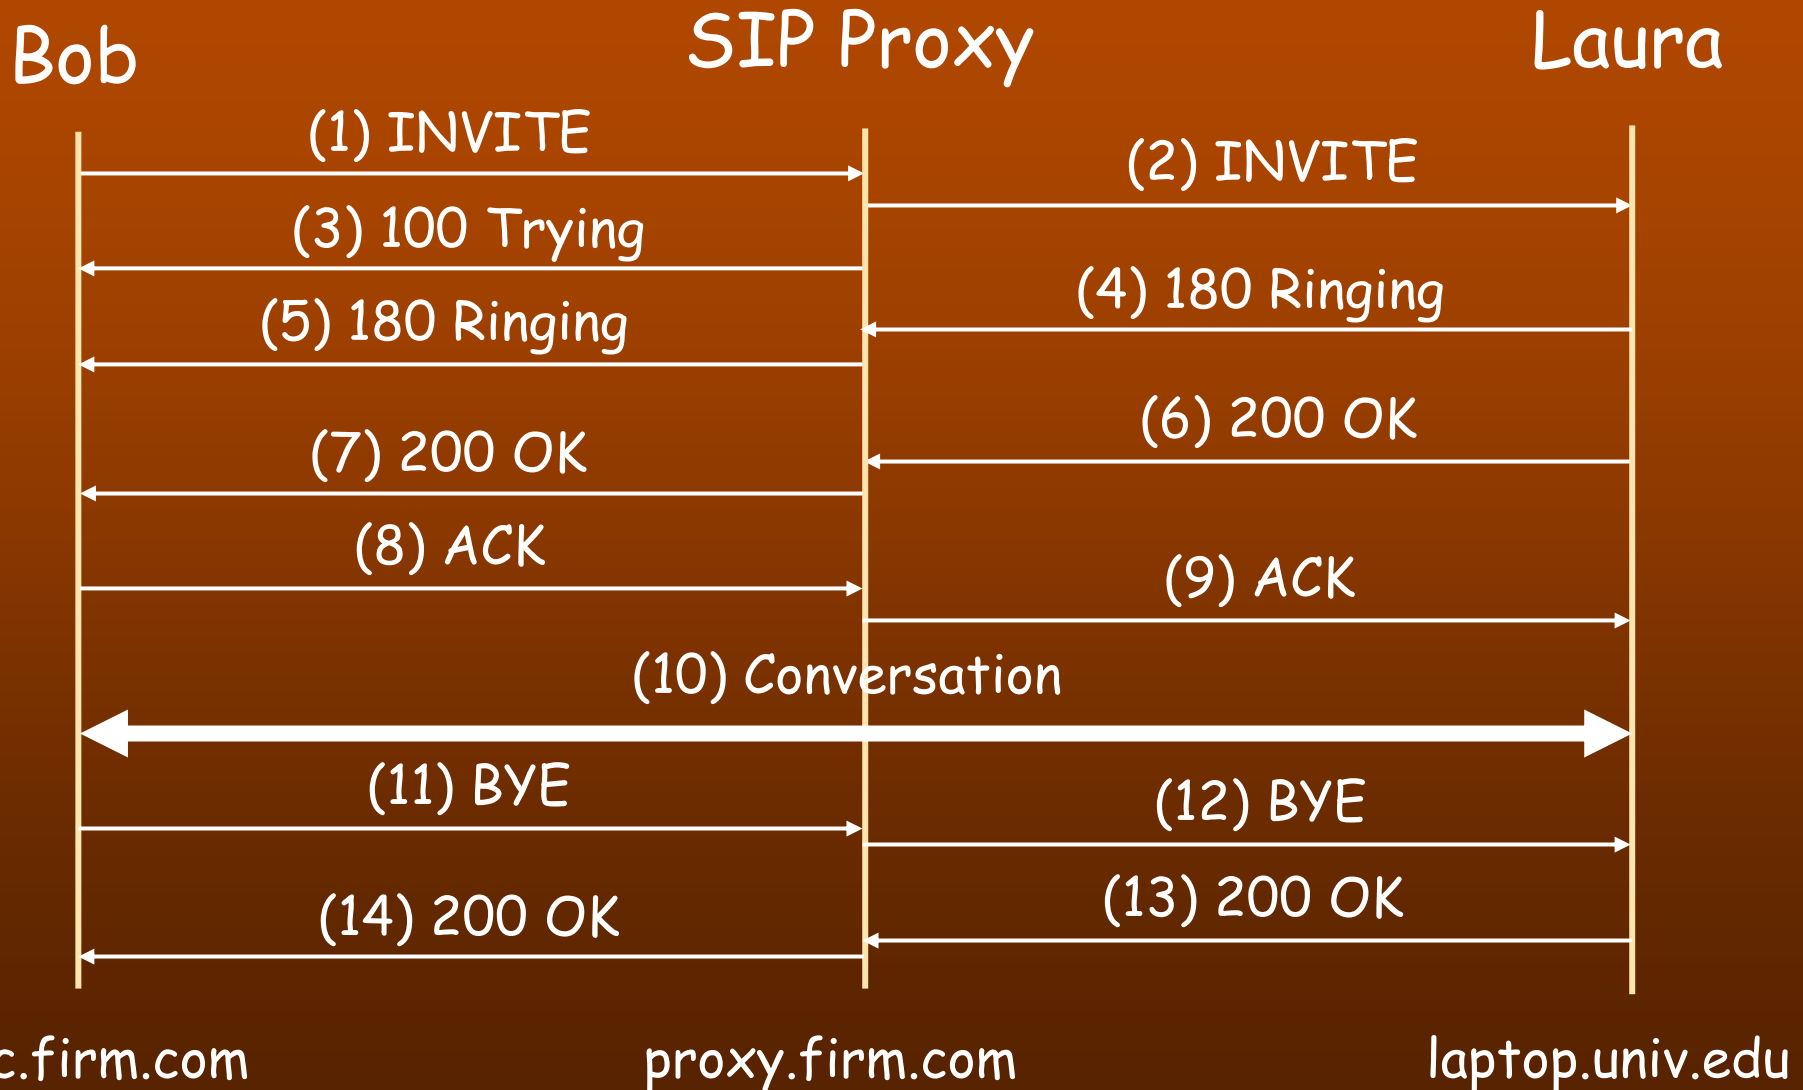 Bob
SIP Proxy
Laura
(1) INVITE
(2) INVITE
(3) 100 Trying
(4) 180 Ringing
(5) 180 Ringing
(6) 200 OK
(7) 200 OK
(8) ACK
(9) ACK
(10) Conversation
(11) BYE
(12) BYE
(13) 200 OK
(14) 200 OK
c.firm.com
proxy.firm.com
laptop.univ.edu